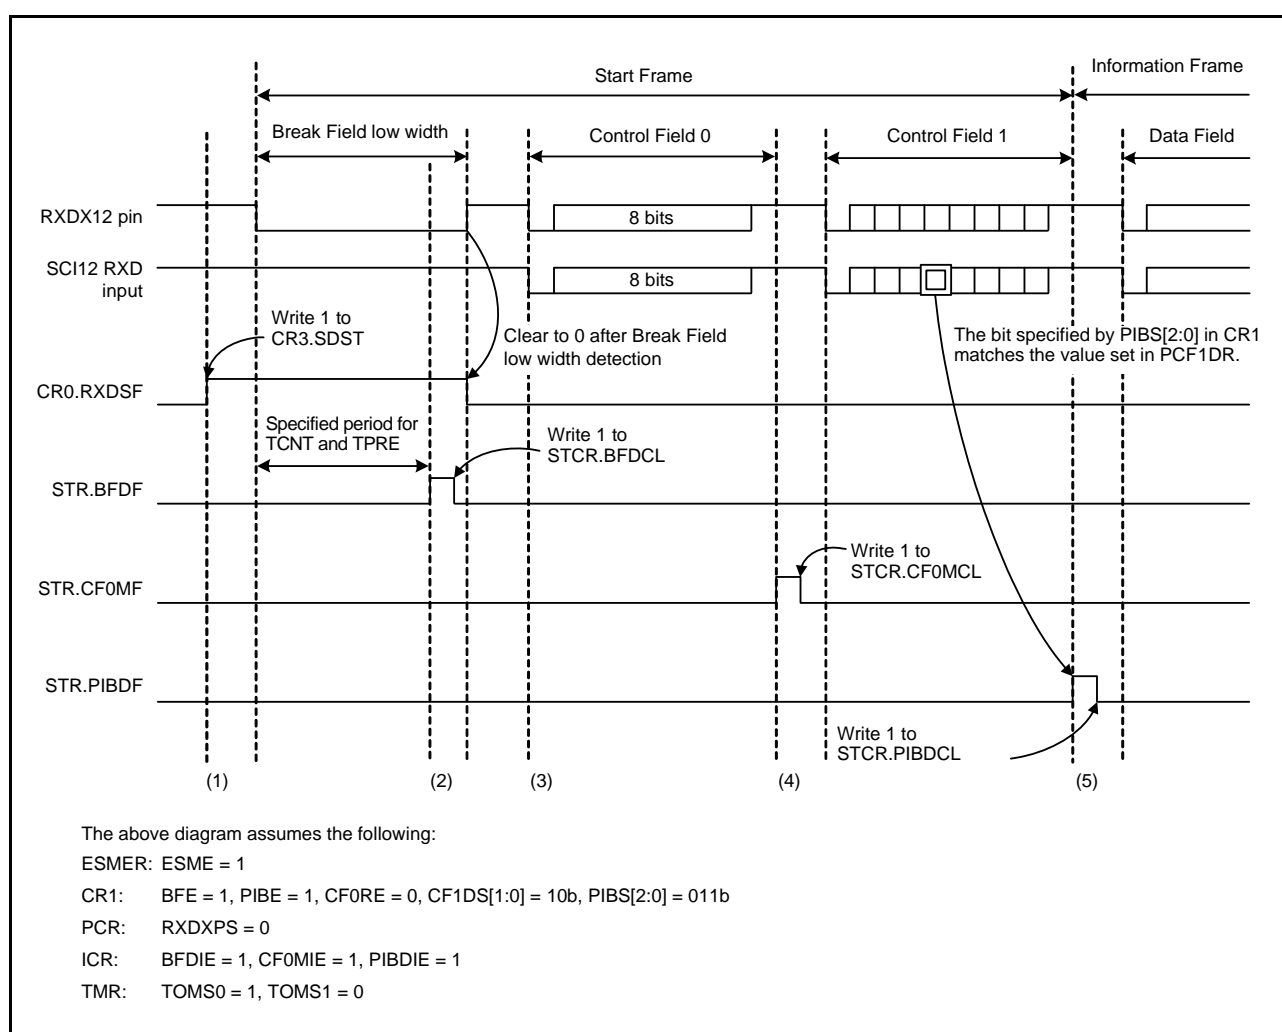 Start Frame
Information Frame
Break Field low width
Control Field 0
Control Field 1
Data Field
RXDX12 pin
8 bits
SCI12 RXD
input
8 bits
Write 1 to
CR3.SDST
Clear to 0 after Break Field
low width detection
The bit specified by PIBS[2:0] in CR1
matches the value set in PCF1DR.
CR0.RXDSF
Specified period for
TCNT and TPRE
Write 1 to
STCR.BFDCL
STR.BFDF
Write 1 to
STCR.CF0MCL
STR.CF0MF
STR.PIBDF
Write 1 to
STCR.PIBDCL
(1)
(2)
(3)
(4)
(5)
The above diagram assumes the following:
ESMER: ESME = 1
CR1: BFE = 1, PIBE = 1, CF0RE = 0, CF1DS[1:0] = 10b, PIBS[2:0] = 011b
PCR: RXDXPS = 0
ICR: BFDIE = 1, CF0MIE = 1, PIBDIE = 1
TMR: TOMS0 = 1, TOMS1 = 0